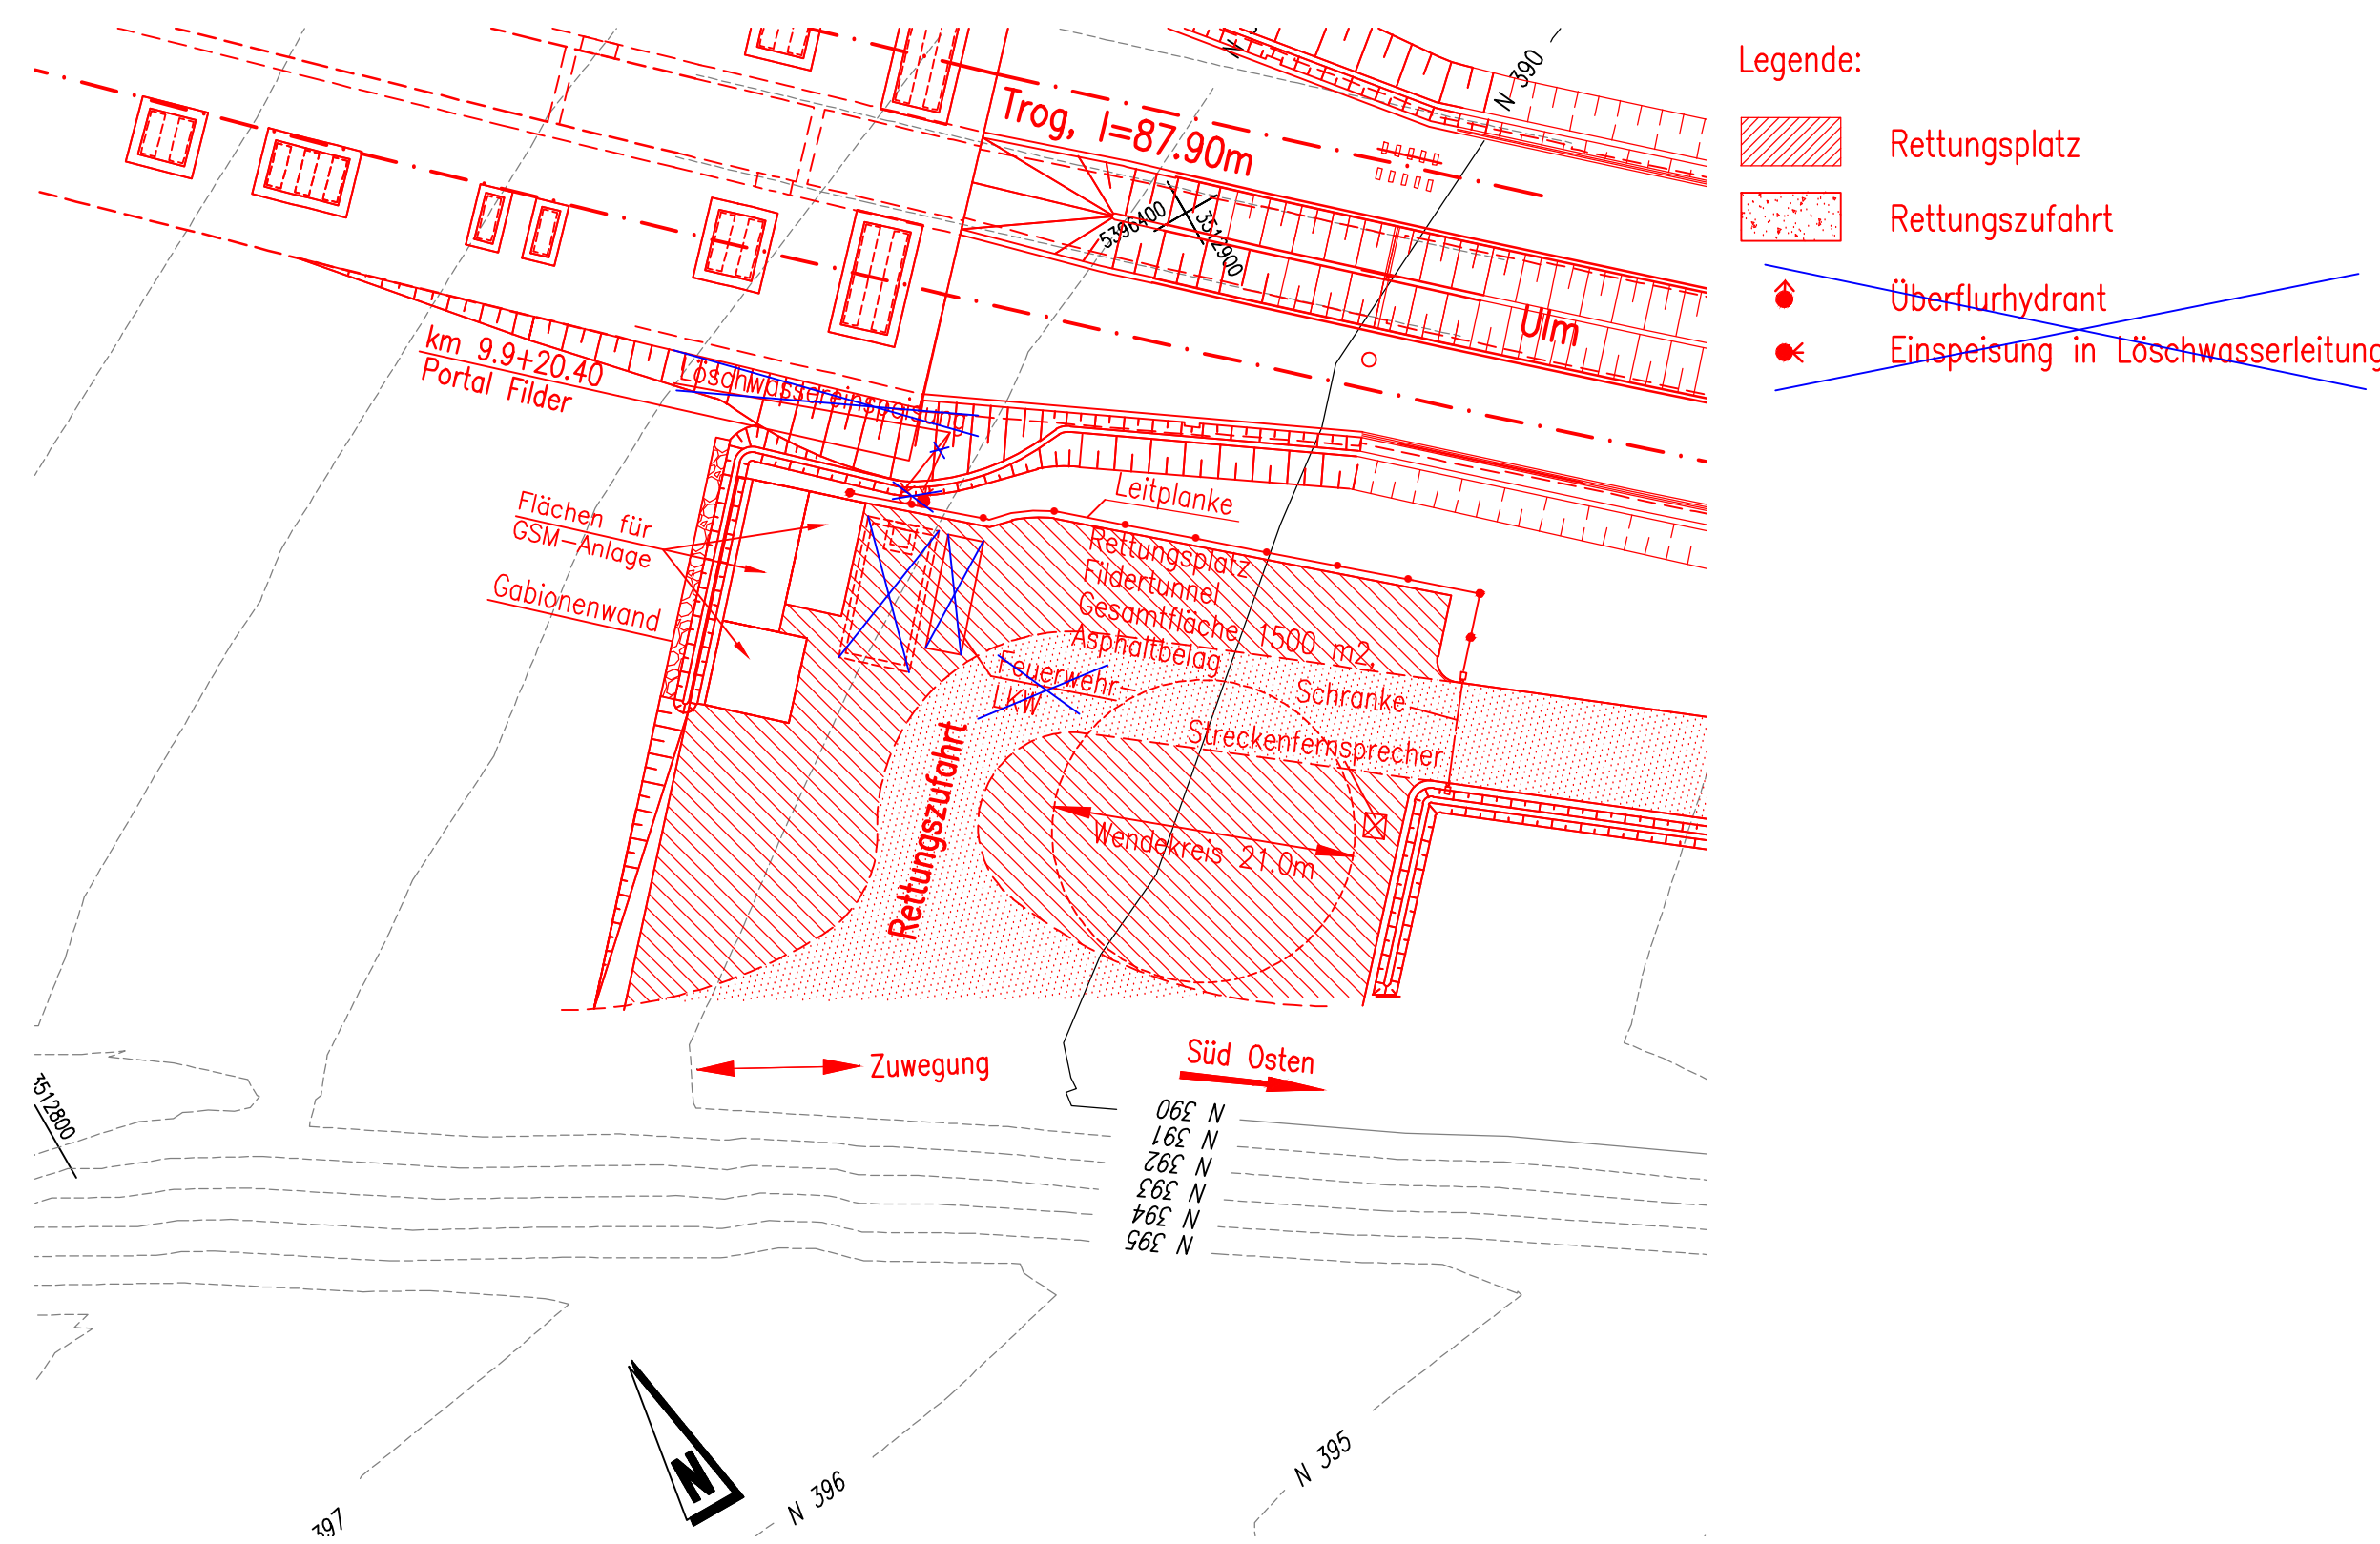 Legende:
Rettungsplatz
Rettungszufahrt
Überflurhydrant
Einspeisung in Löschwasserleitung
N 390
Trog, l=87.90m
5396400
3512900
Ulm
km 9.9+20.40
Portal Filder
Löschwassereinspeisung
Leitplanke
Flächen für
GSM-Anlage
Gabionenwand
Rettungsplatz
Fildertunnel
Gesamtfläche 1500 m2,
Asphaltbelag
Feuerwehr-
LKW
Schranke
Streckenfernsprecher
Rettungszufahrt
Wendekreis 21.0m
Zuwegung
Süd Osten
3512800
N 390
N 391
N 392
N 393
N 394
N 395
N
397
N 396
N 395